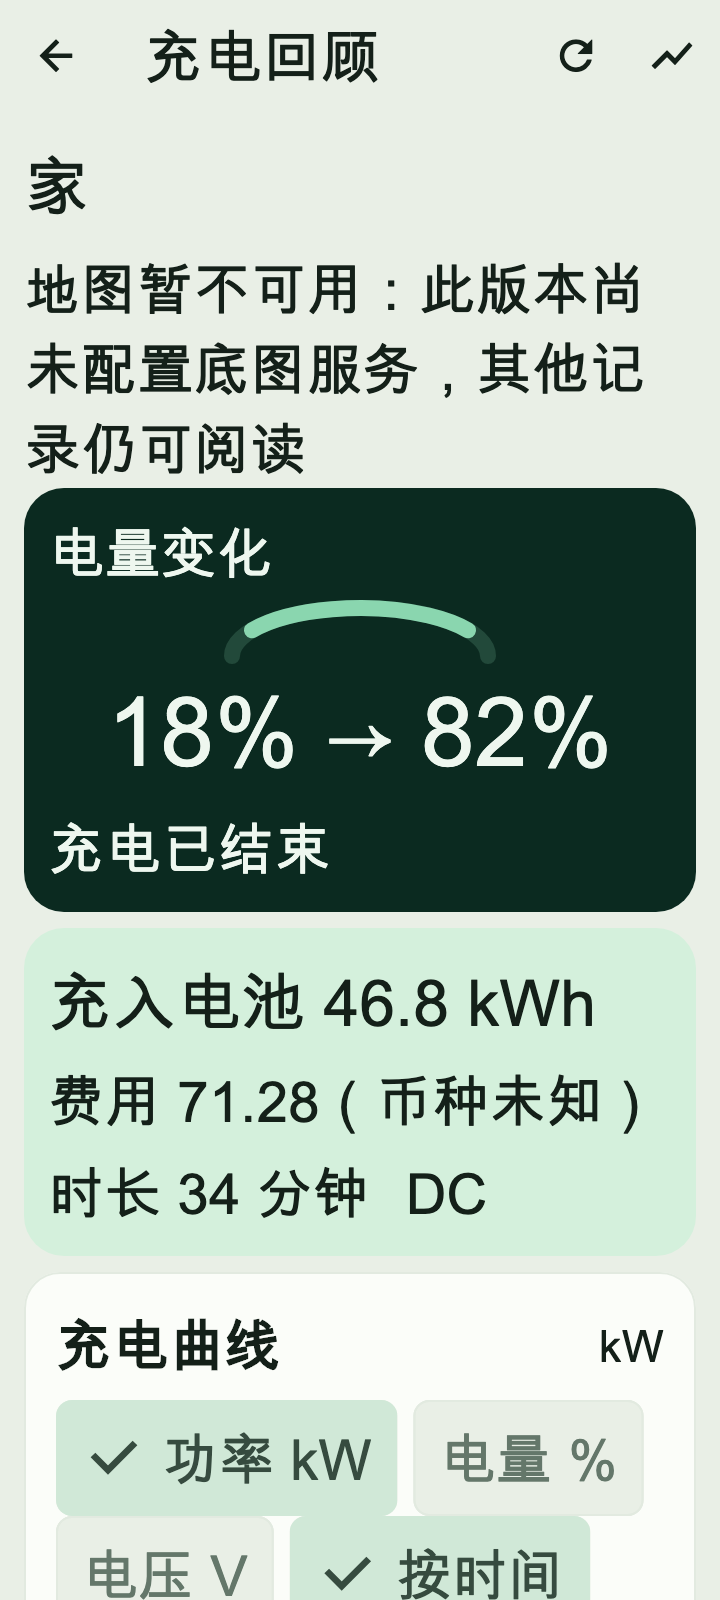 充电回顾
家
地图暂不可用：此版本尚
未配置底图服务，其他记
录仍可阅读
电量变化
18% → 82%
充电已结束
充入电池 46.8 kWh
费用 71.28（币种未知）
时长 34 分钟 DC
充电曲线 kW
功率 kW 电量 %
电压 V 按时间